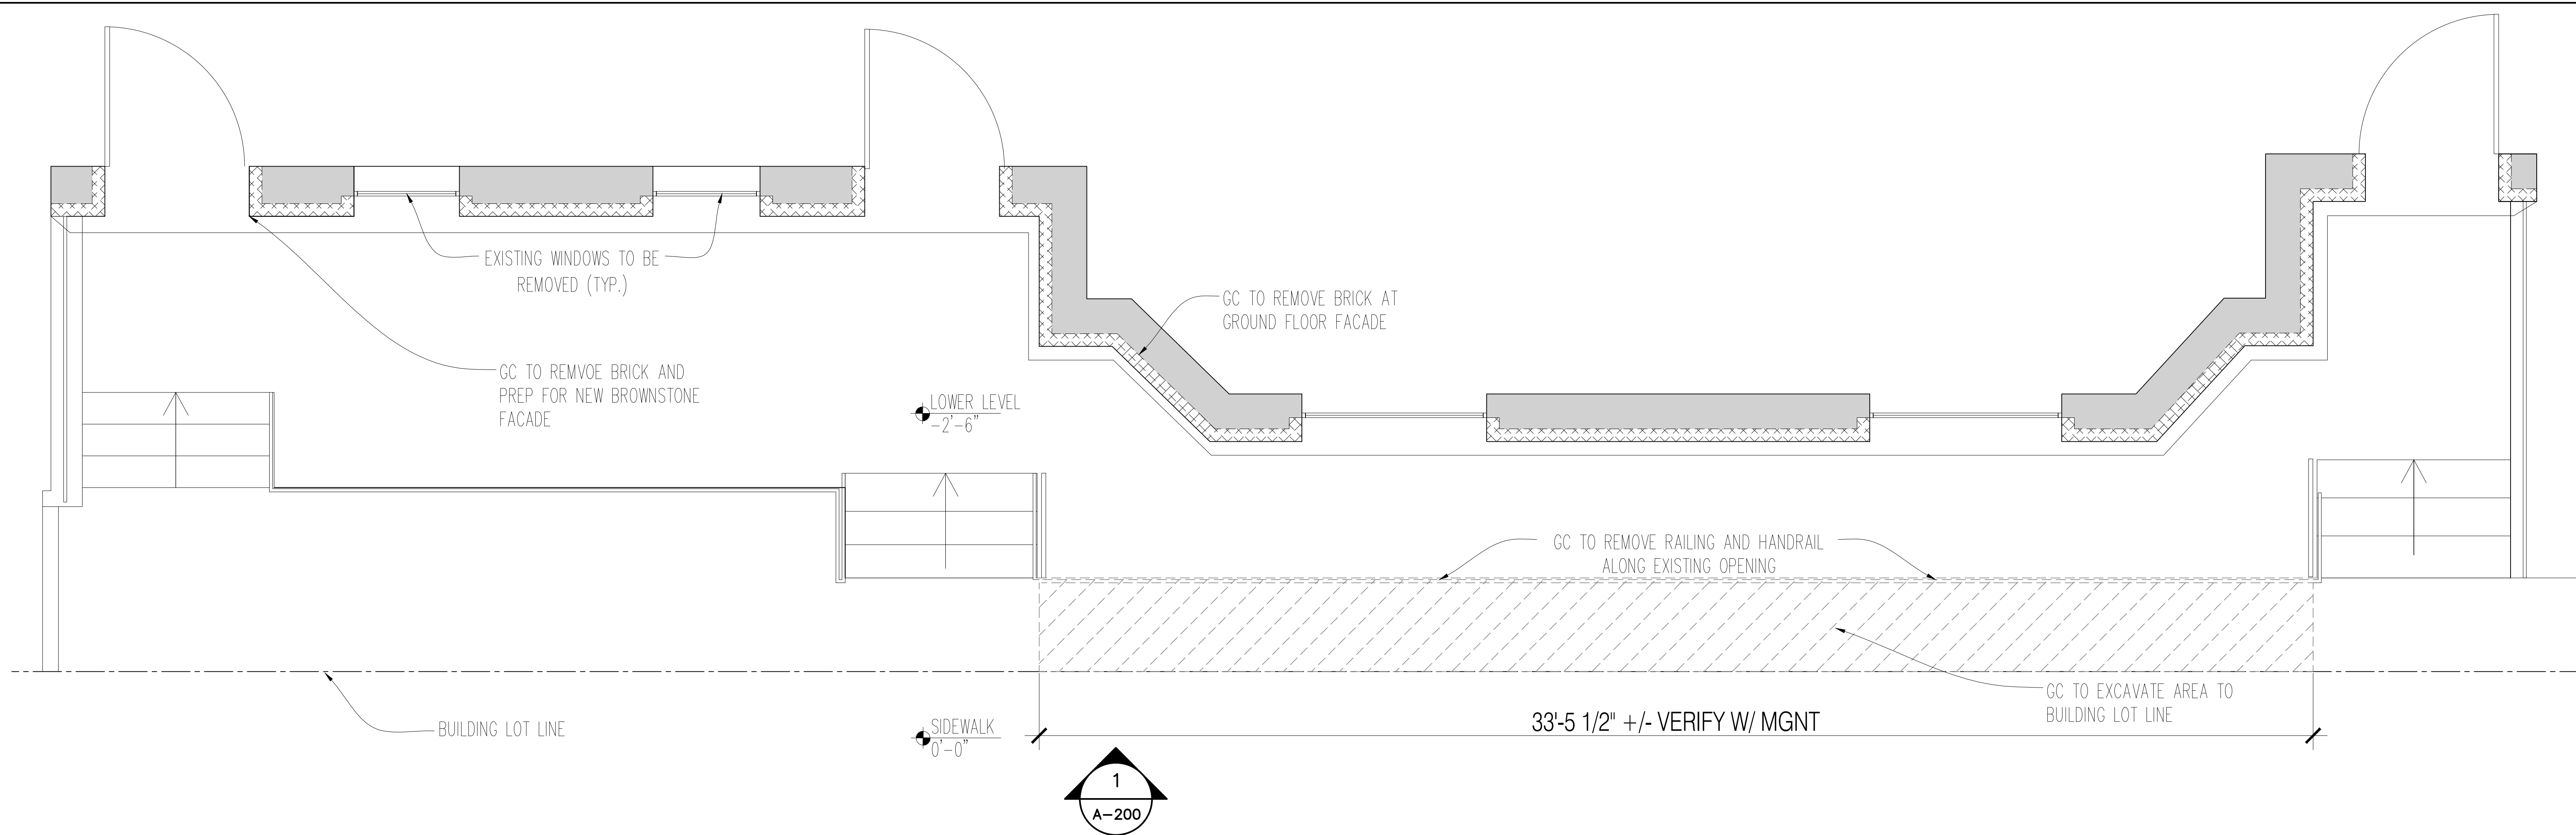 EXISTING WINDOWS TO BE
REMOVED (TYP.)
GC TO REMOVE BRICK AT
GROUND FLOOR FACADE
GC TO REMVOE BRICK AND
PREP FOR NEW BROWNSTONE
FACADE
LOWER LEVEL
-2'-6"
GC TO REMOVE RAILING AND HANDRAIL
ALONG EXISTING OPENING
GC TO EXCAVATE AREA TO
BUILDING LOT LINE
BUILDING LOT LINE
SIDEWALK
0'-0"
33'-5 1/2" +/- VERIFY W/ MGNT
1
A-200